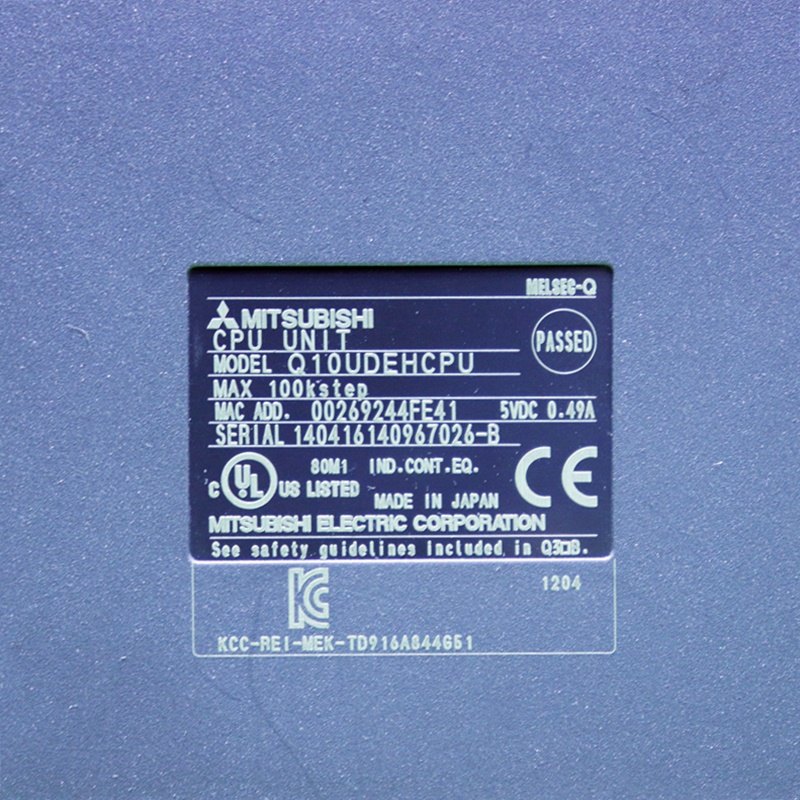 MELSEC-Q
MITSUBISHI
CPU UNIT
PASSED
MODEL Q10UDEHCPU
MAX 100kstep
MAC ADD. 00269244FE41 5VDC 0.49A
SERIAL 140416140967026-B
C UL US LISTED 80M1 IND.CONT.EQ.
MADE IN JAPAN
CE
MITSUBISHI ELECTRIC CORPORATION
See safety guidelines included in Q3□B.
KC 1204
KCC-REI-MEK-TD916A844G51